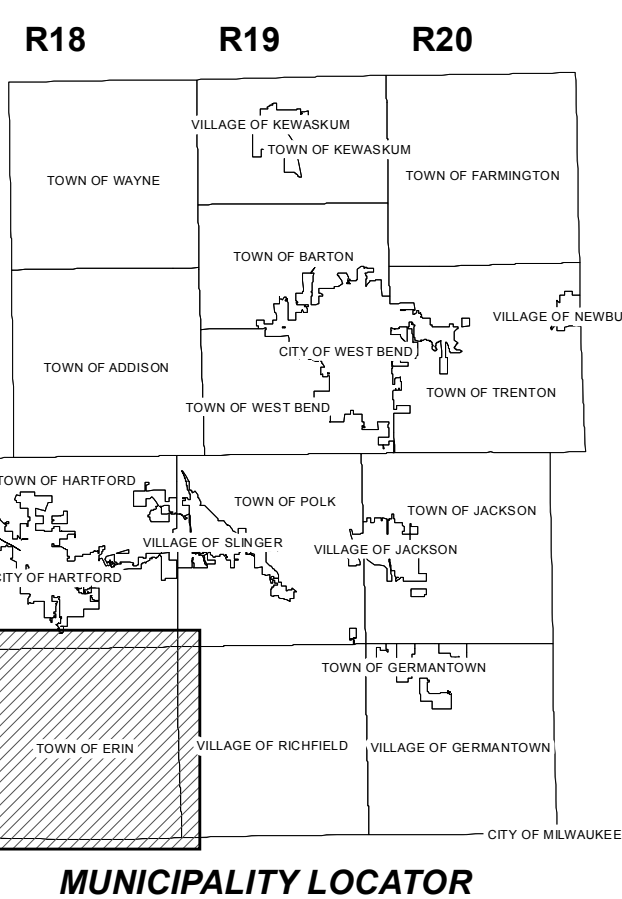 R18 R19 R20
VILLAGE OF KEWASKUM
TOWN OF KEWASKUM
TOWN OF WAYNE
TOWN OF FARMINGTON
TOWN OF BARTON
VILLAGE OF NEWBU
CITY OF WEST BEND
TOWN OF ADDISON
TOWN OF TRENTON
TOWN OF WEST BEND
TOWN OF HARTFORD
TOWN OF POLK
TOWN OF JACKSON
VILLAGE OF SLINGER
VILLAGE OF JACKSON
CITY OF HARTFORD
TOWN OF GERMANTOWN
TOWN OF ERIN
VILLAGE OF RICHFIELD
VILLAGE OF GERMANTOWN
CITY OF MILWAUKEE
MUNICIPALITY LOCATOR